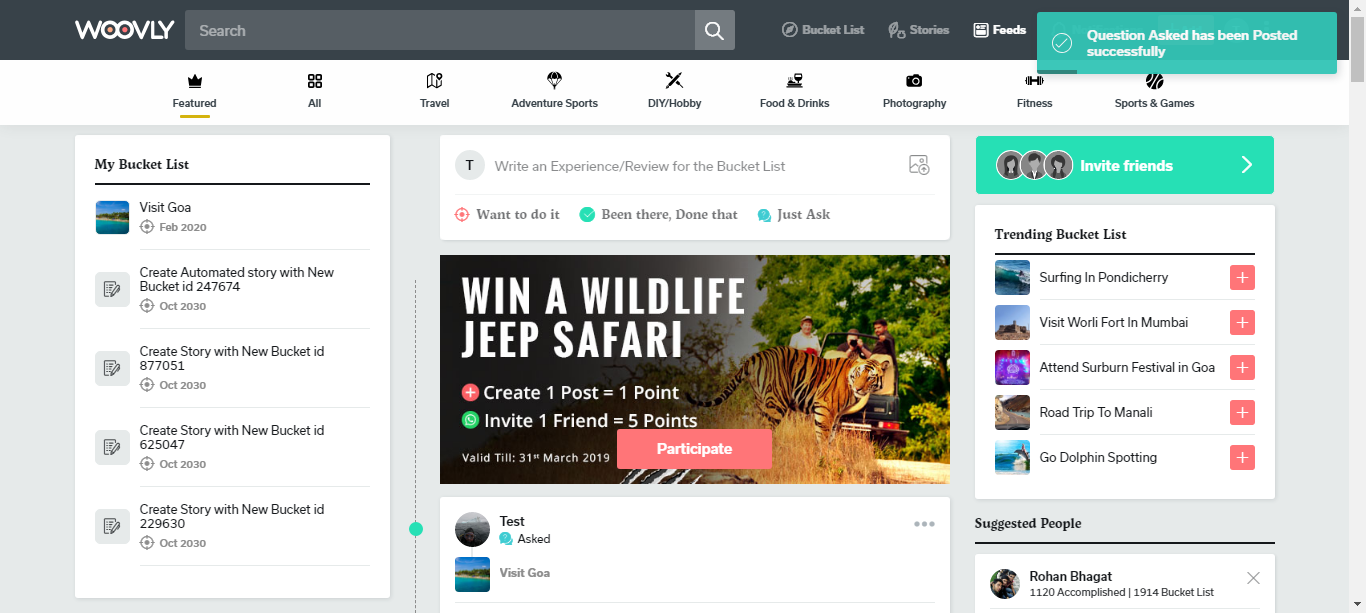 WOOVLY
Search
Bucket List
Stories
Feeds
Question Asked has been Posted
successfully
Featured
All
Travel
Adventure Sports
DIY/Hobby
Food & Drinks
Photography
Fitness
Sports & Games
My Bucket List
Visit Goa
Feb 2020
Create Automated story with New
Bucket id 247674
Oct 2030
Create Story with New Bucket id
877051
Oct 2030
Create Story with New Bucket id
625047
Oct 2030
Create Story with New Bucket id
229630
Oct 2030
T
Write an Experience/Review for the Bucket List
Want to do it
Been there, Done that
Just Ask
WIN A WILDLIFE
JEEP SAFARI
Create 1 Post = 1 Point
Invite 1 Friend = 5 Points
Valid Till: 31st March 2019
Participate
Test
Asked
Visit Goa
Invite friends
Trending Bucket List
Surfing In Pondicherry
Visit Worli Fort In Mumbai
Attend Surburn Festival in Goa
Road Trip To Manali
Go Dolphin Spotting
Suggested People
Rohan Bhagat
1120 Accomplished | 1914 Bucket List